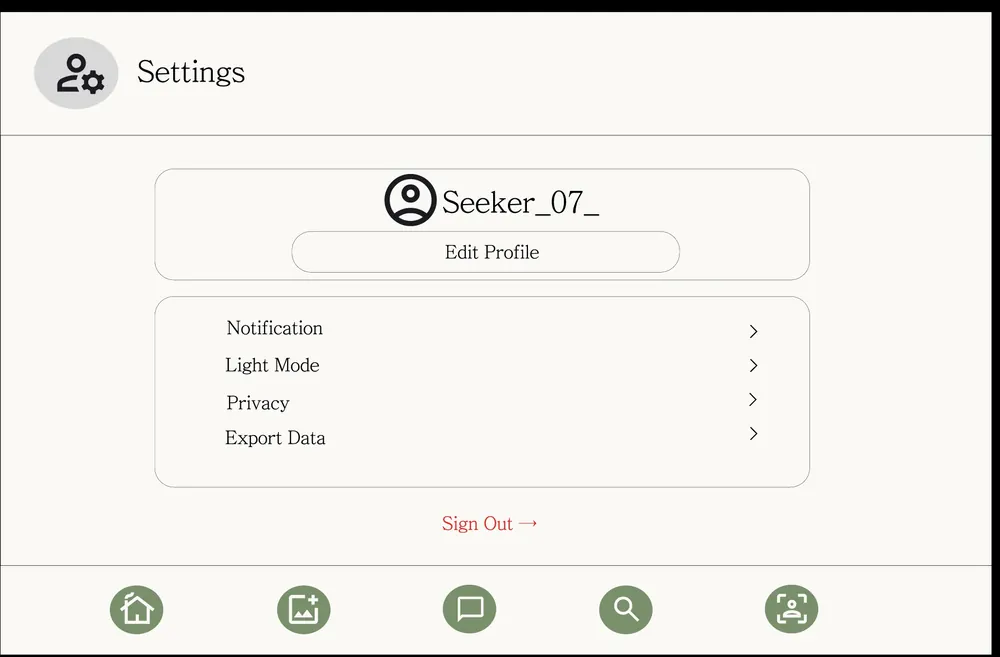 Settings
Seeker_07_
Edit Profile
Notification
Light Mode
Privacy
Export Data
Sign Out →